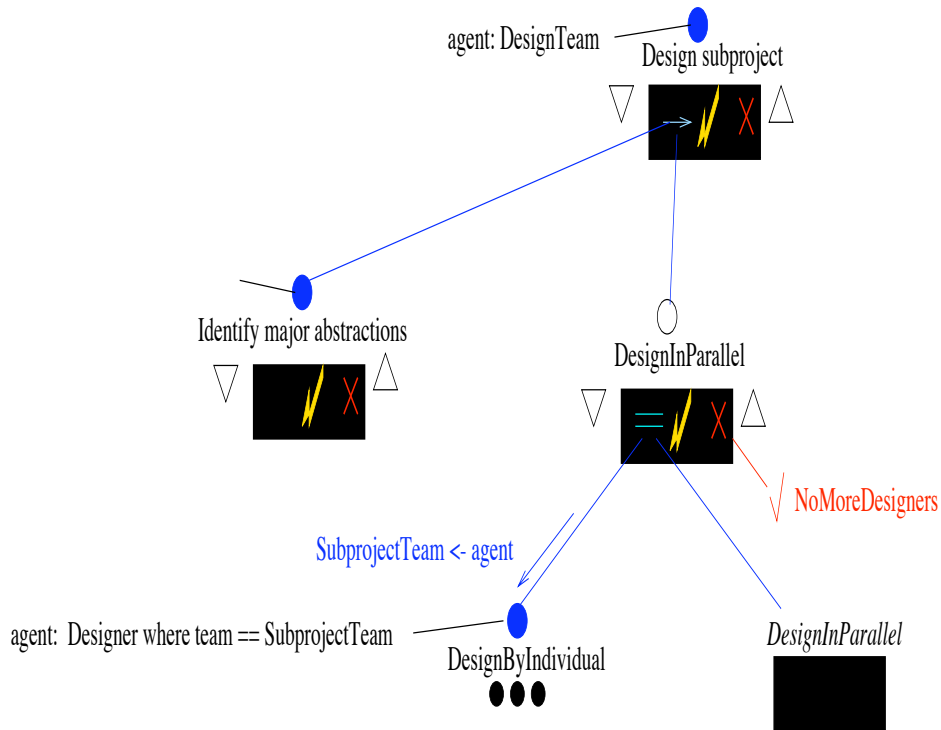 agent: DesignTeam
Design subproject
Identify major abstractions
DesignInParallel
NoMoreDesigners
SubprojectTeam <- agent
agent: Designer where team == SubprojectTeam
DesignByIndividual
DesignInParallel